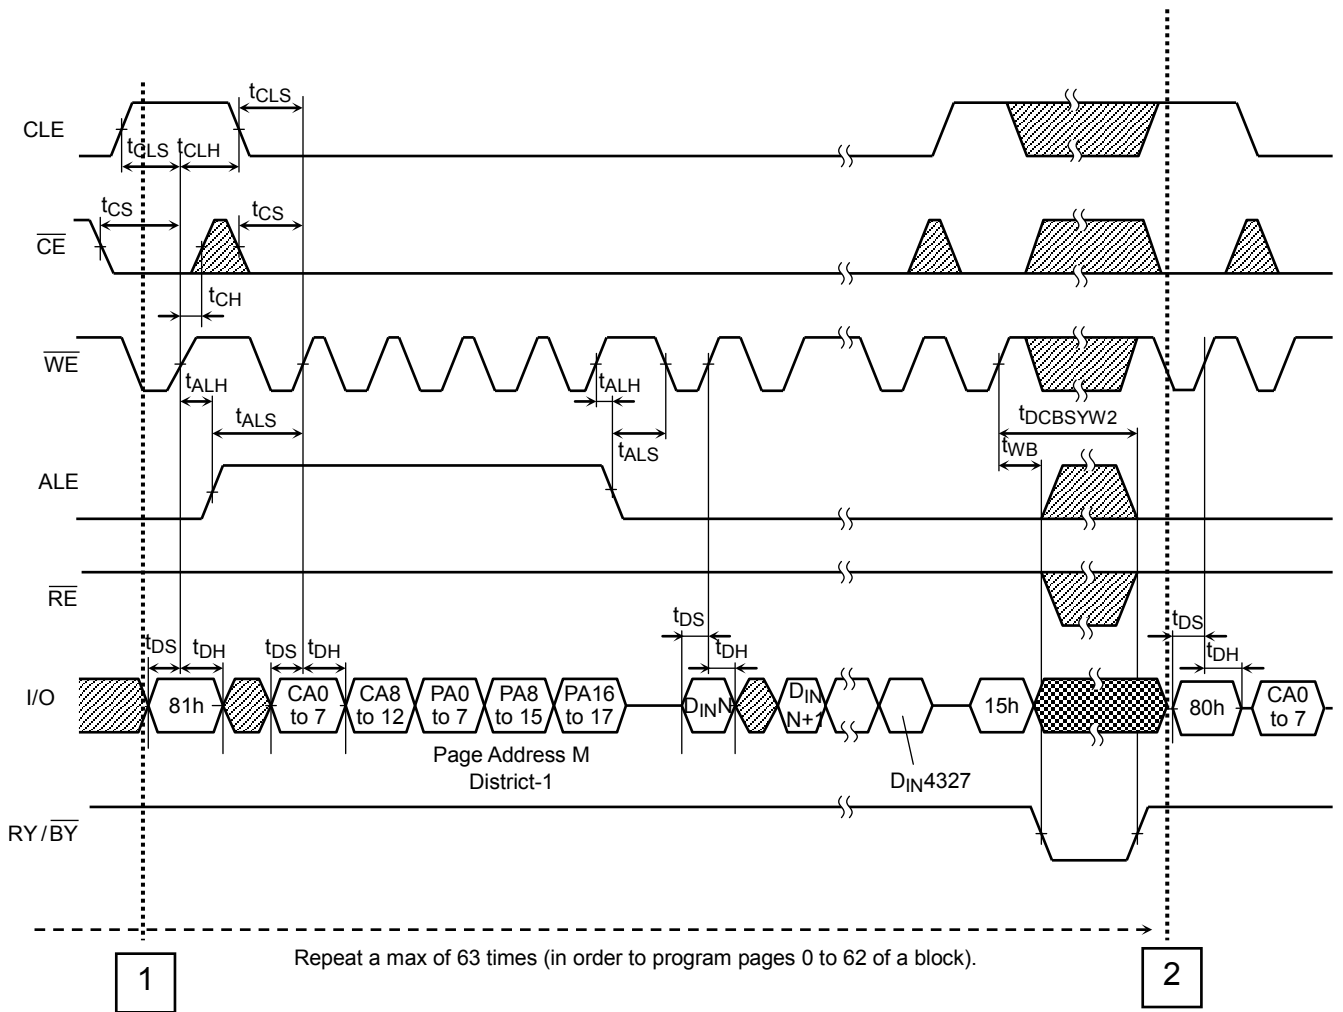 tCLS
CLE
tCLS tCLH
tCS tCS
CE
tCH
WE
tALH tALH
tALS tDCBSYW2
tALS tWB
ALE
RE
tDS tDH tDS tDH tDS tDH tDS tDH
I/O 81h CA0 to 7 CA8 to 12 PA0 to 7 PA8 to 15 PA16 to 17 DINN DIN N+1 15h 80h CA0 to 7
Page Address M
District-1
DIN4327
RY/BY
Repeat a max of 63 times (in order to program pages 0 to 62 of a block).
1 2